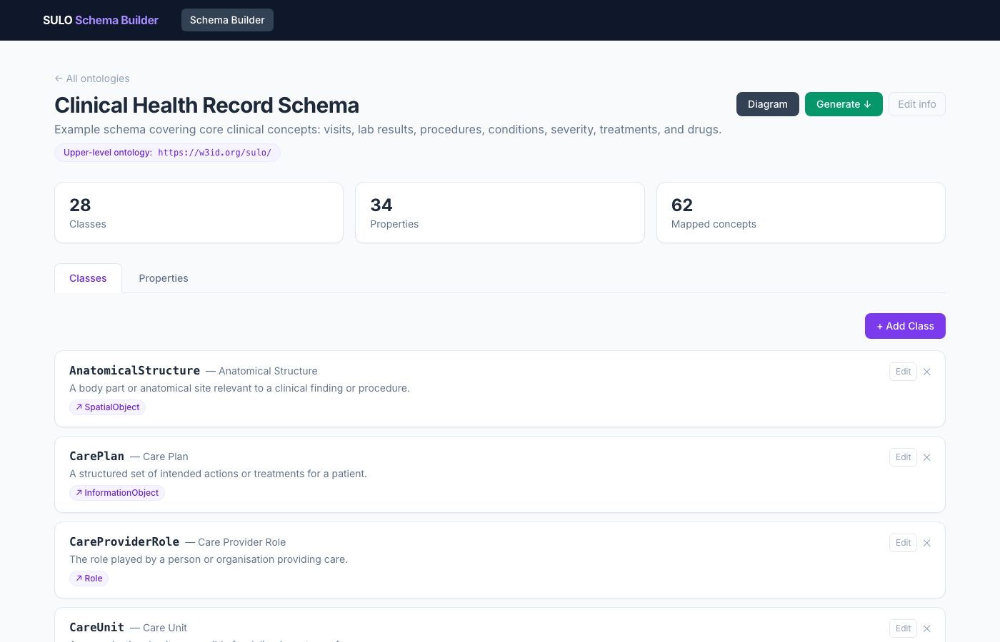 SULO Schema Builder
Schema Builder
← All ontologies
Clinical Health Record Schema
Diagram
Generate ↓
Edit info
Example schema covering core clinical concepts: visits, lab results, procedures, conditions, severity, treatments, and drugs.
Upper-level ontology: https://w3id.org/sulo/
28
Classes
34
Properties
62
Mapped concepts
Classes
Properties
+ Add Class
AnatomicalStructure — Anatomical Structure
Edit ×
A body part or anatomical site relevant to a clinical finding or procedure.
↗ SpatialObject
CarePlan — Care Plan
Edit ×
A structured set of intended actions or treatments for a patient.
↗ InformationObject
CareProviderRole — Care Provider Role
Edit ×
The role played by a person or organisation providing care.
↗ Role
CareUnit — Care Unit
Edit ×